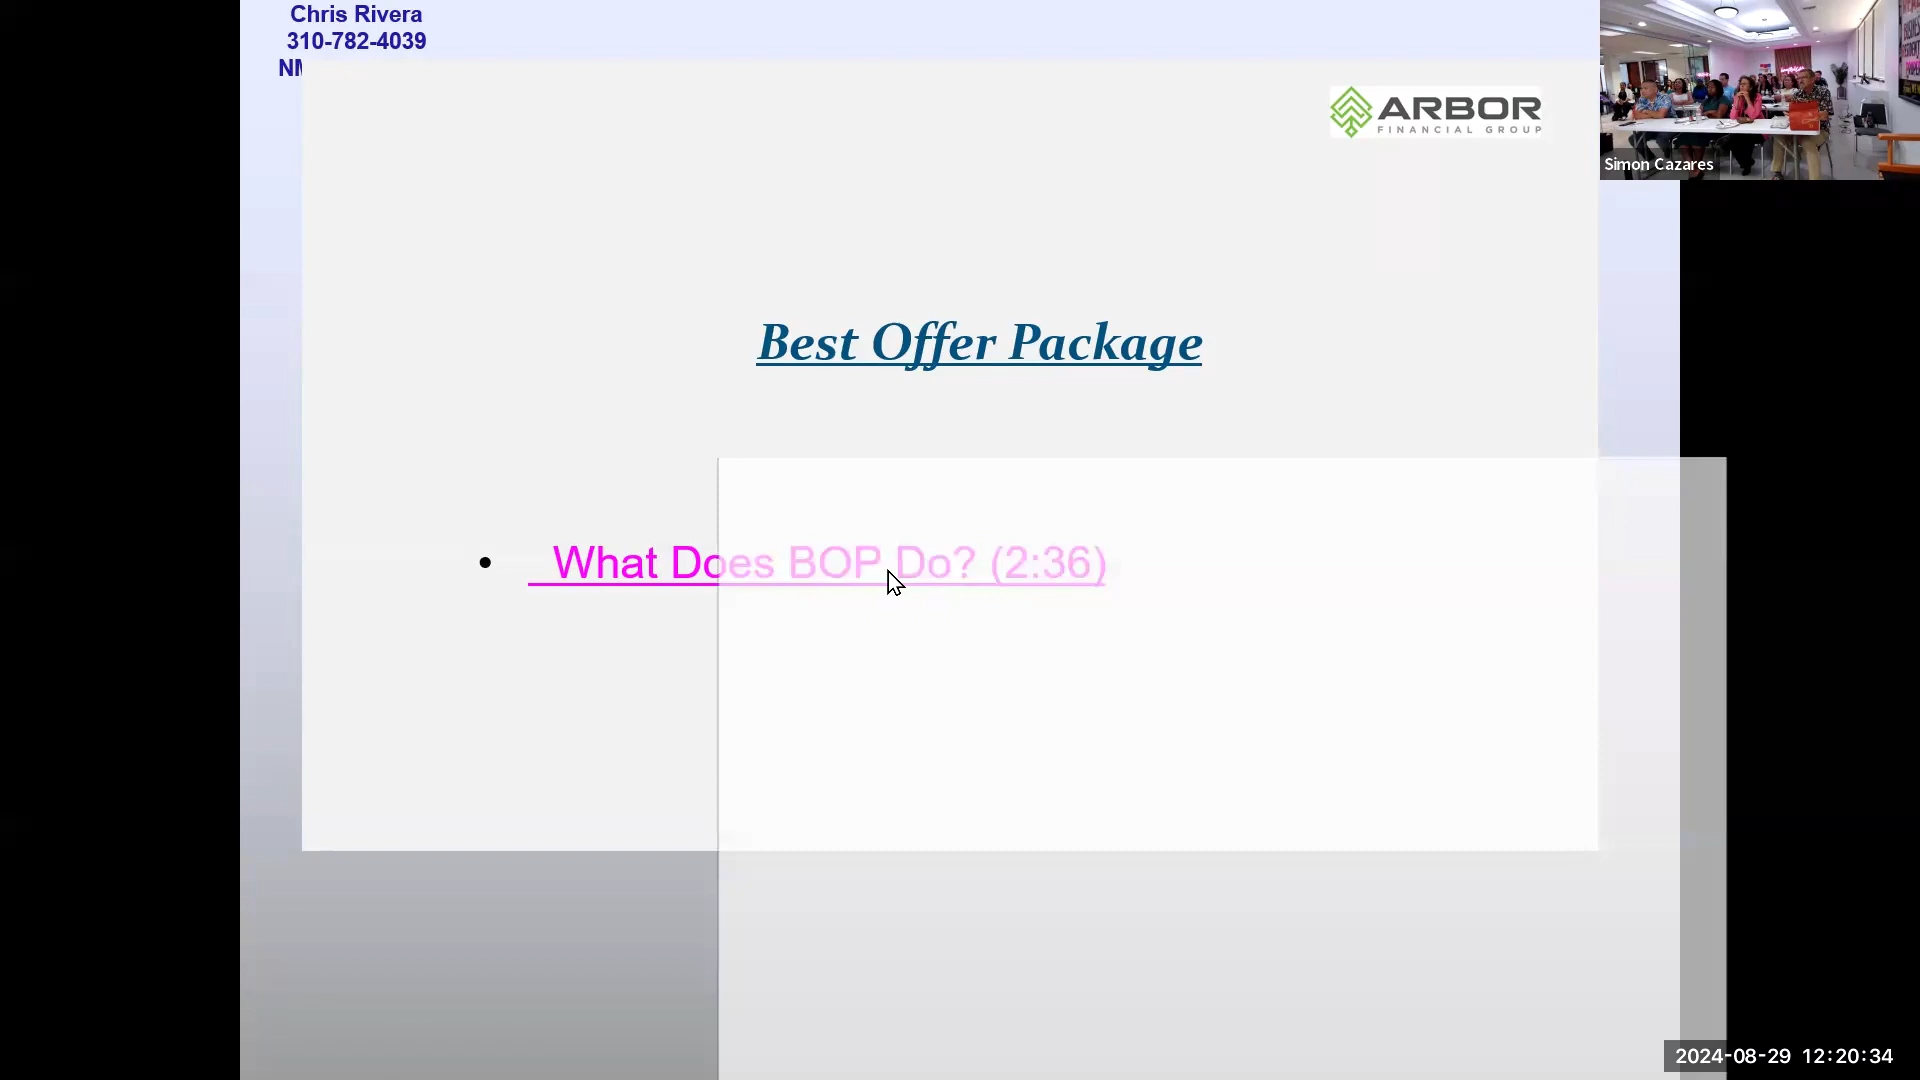 Chris Rivera
310-782-4039
ARBOR
FINANCIAL GROUP
Simon Cazares
Best Offer Package
• What Does BOP Do? (2:36)
2024-08-29 12:20:34